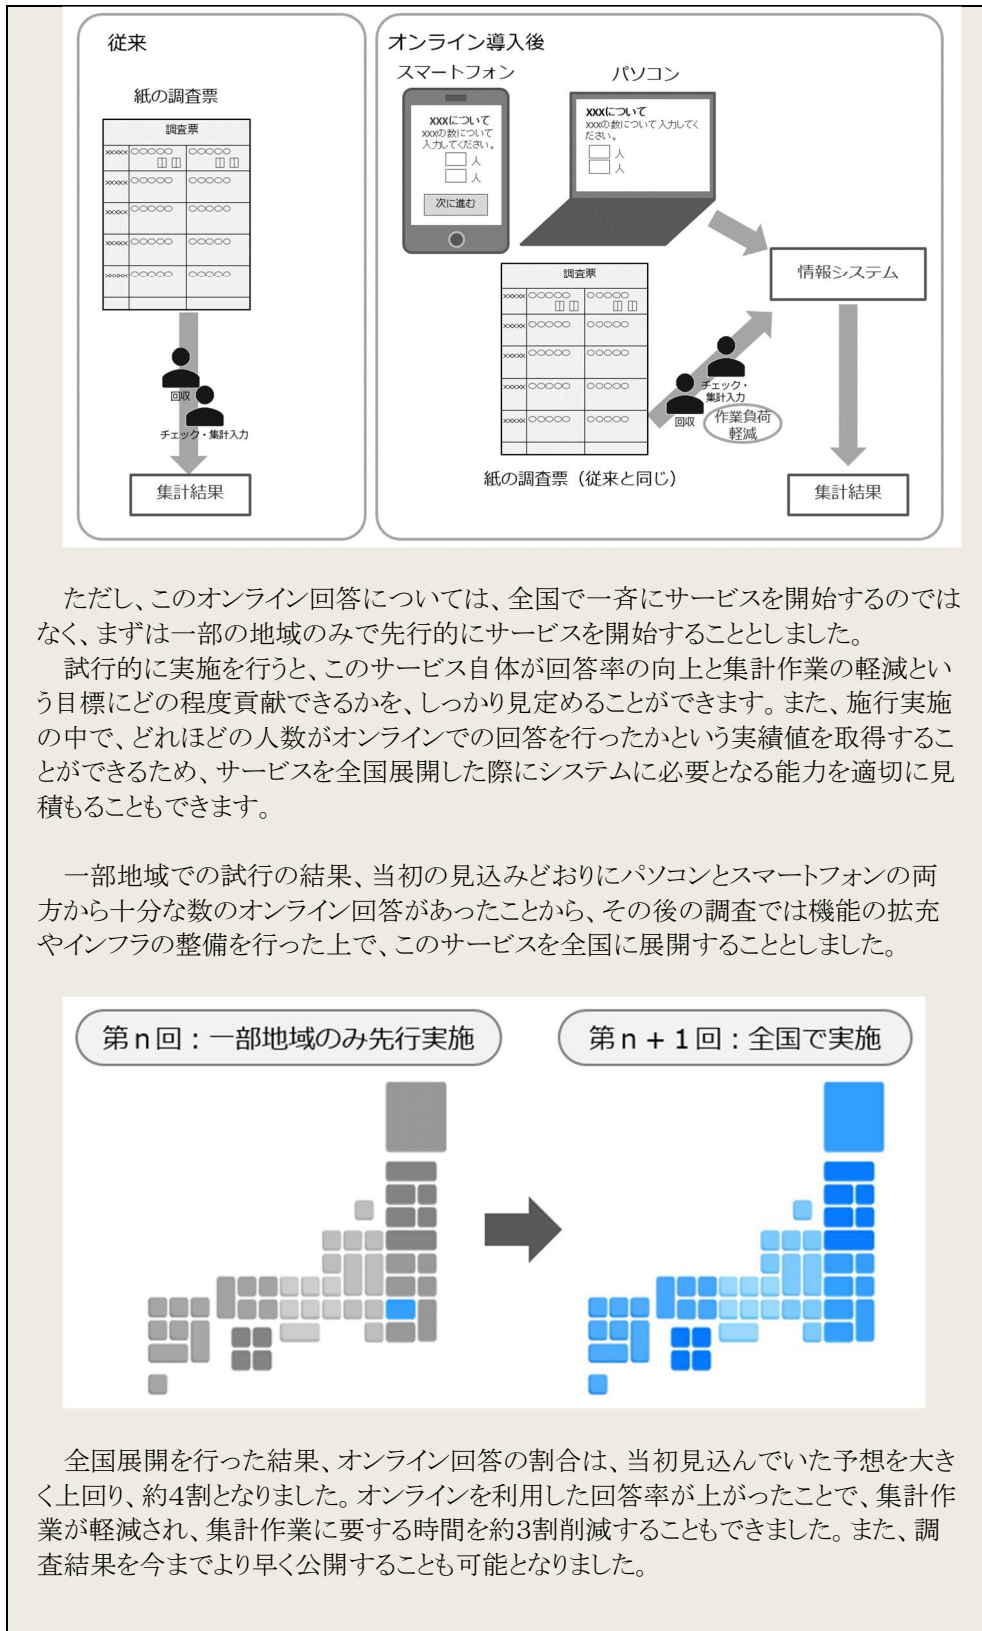 従来
紙の調査票
調査票
xxxxx ○○○○○ ○○○○○
xxxxx ○○○○○ ○○○○○
xxxxx ○○○○○ ○○○○○
xxxxx ○○○○○ ○○○○○
xxxxx ○○○○○ ○○○○○
回収
チェック・集計入力
集計結果
オンライン導入後
スマートフォン
xxxについて
xxxの数について
入力してください。
人
人
次に進む
パソコン
xxxについて
xxxの数について入力してく
ださい。
人
人
調査票
xxxxx ○○○○○ ○○○○○
xxxxx ○○○○○ ○○○○○
xxxxx ○○○○○ ○○○○○
xxxxx ○○○○○ ○○○○○
xxxxx ○○○○○ ○○○○○
チェック・
集計入力
回収
作業負荷
軽減
紙の調査票（従来と同じ）
情報システム
集計結果
ただし、このオンライン回答については、全国で一斉にサービスを開始するのでは
なく、まずは一部の地域のみで先行的にサービスを開始することとしました。
試行的に実施を行うと、このサービス自体が回答率の向上と集計作業の軽減とい
う目標にどの程度貢献できるかを、しっかり見定めることができます。また、施行実施
の中で、どれほどの人数がオンラインでの回答を行ったかという実績値を取得するこ
とができるため、サービスを全国展開した際にシステムに必要となる能力を適切に見
積もることもできます。
一部地域での試行の結果、当初の見込みどおりにパソコンとスマートフォンの両
方から十分な数のオンライン回答があったことから、その後の調査では機能の拡充
やインフラの整備を行った上で、このサービスを全国に展開することとしました。
第ｎ回：一部地域のみ先行実施
第ｎ＋１回：全国で実施
全国展開を行った結果、オンライン回答の割合は、当初見込んでいた予想を大き
く上回り、約４割となりました。オンラインを利用した回答率が上がったことで、集計作
業が軽減され、集計作業に要する時間を約３割削減することもできました。また、調
査結果を今までより早く公開することも可能となりました。